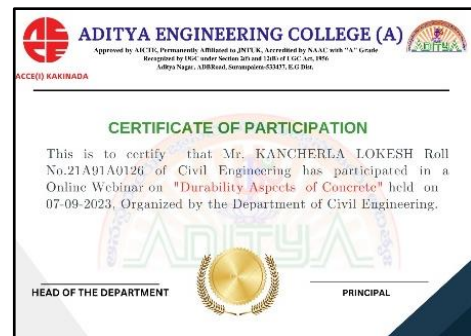 ADITYA ENGINEERING COLLEGE (A)
Approved by AICTE, Permanently Affiliated to JNTUK, Accredited by NAAC with "A" Grade
Recognized by UGC under Section 2(f) and 12(B) of UGC Act, 1956
Aditya Nagar, ADBRoad, Surampalem-533437, E.G Dist.
ACCE(I) KAKINADA
ADITYA
CERTIFICATE OF PARTICIPATION
This is to certify that Mr. KANCHERLA LOKESH Roll
No.21A91A0126 of Civil Engineering has participated in a
Online Webinar on "Durability Aspects of Concrete" held on
07-09-2023, Organized by the Department of Civil Engineering.
ADITYA
HEAD OF THE DEPARTMENT
PRINCIPAL